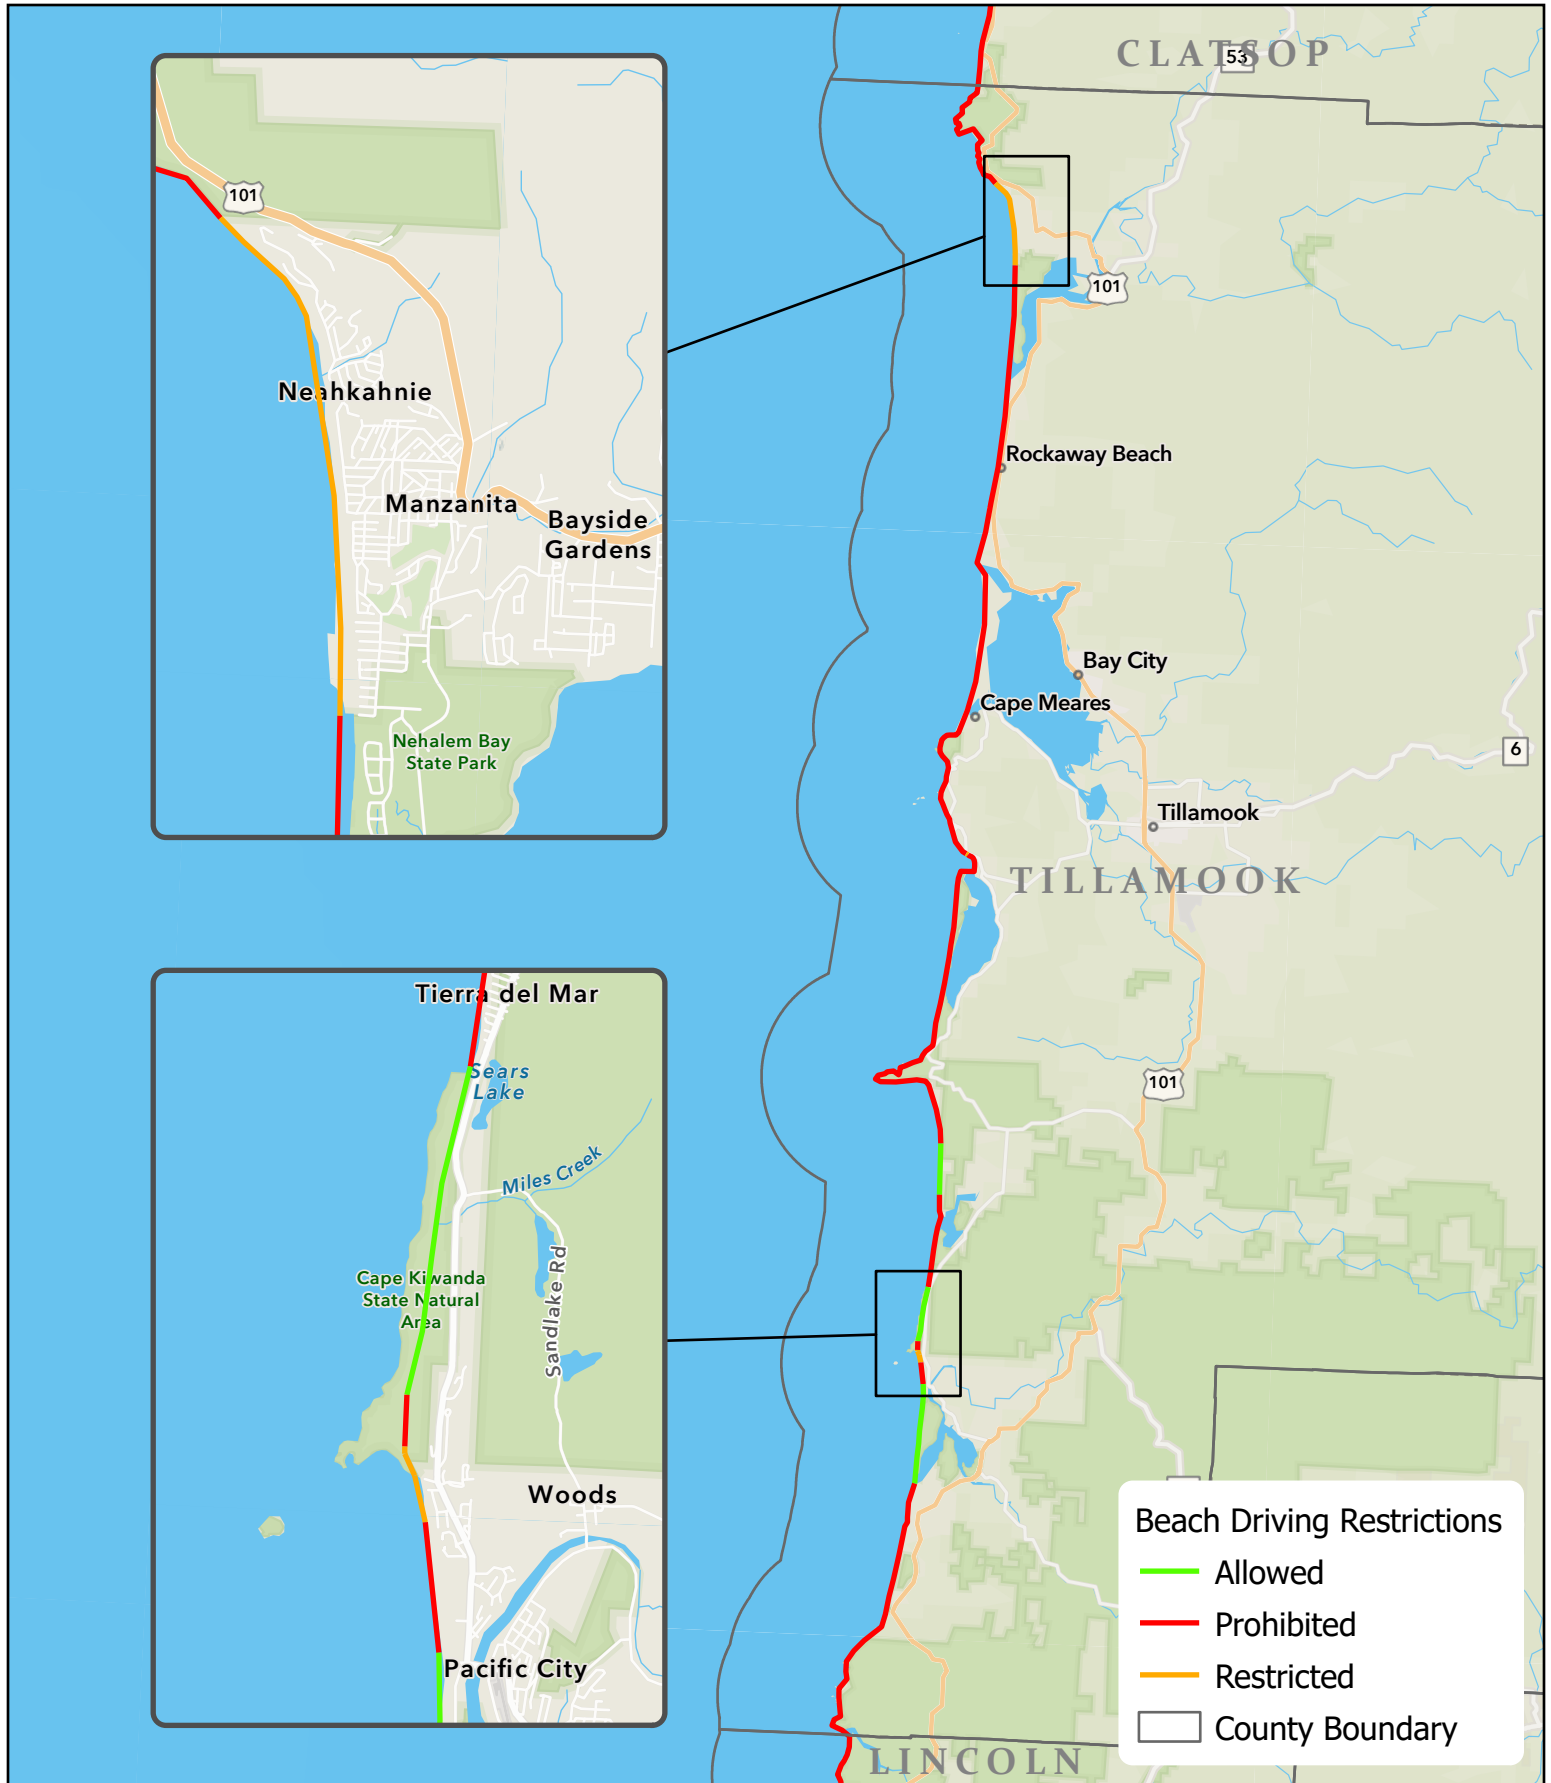 CLATSOP
53
101
Neahkahnie
Manzanita
Bayside
Gardens
Nehalem Bay
State Park
101
Rockaway Beach
Bay City
Cape Meares
6
Tillamook
TILLAMOOK
Tierra del Mar
Sears
Lake
Miles Creek
Cape Kiwanda
State Natural
Area
Sandlake Rd
Woods
Pacific City
101
Beach Driving Restrictions
Allowed
Prohibited
Restricted
County Boundary
LINCOLN